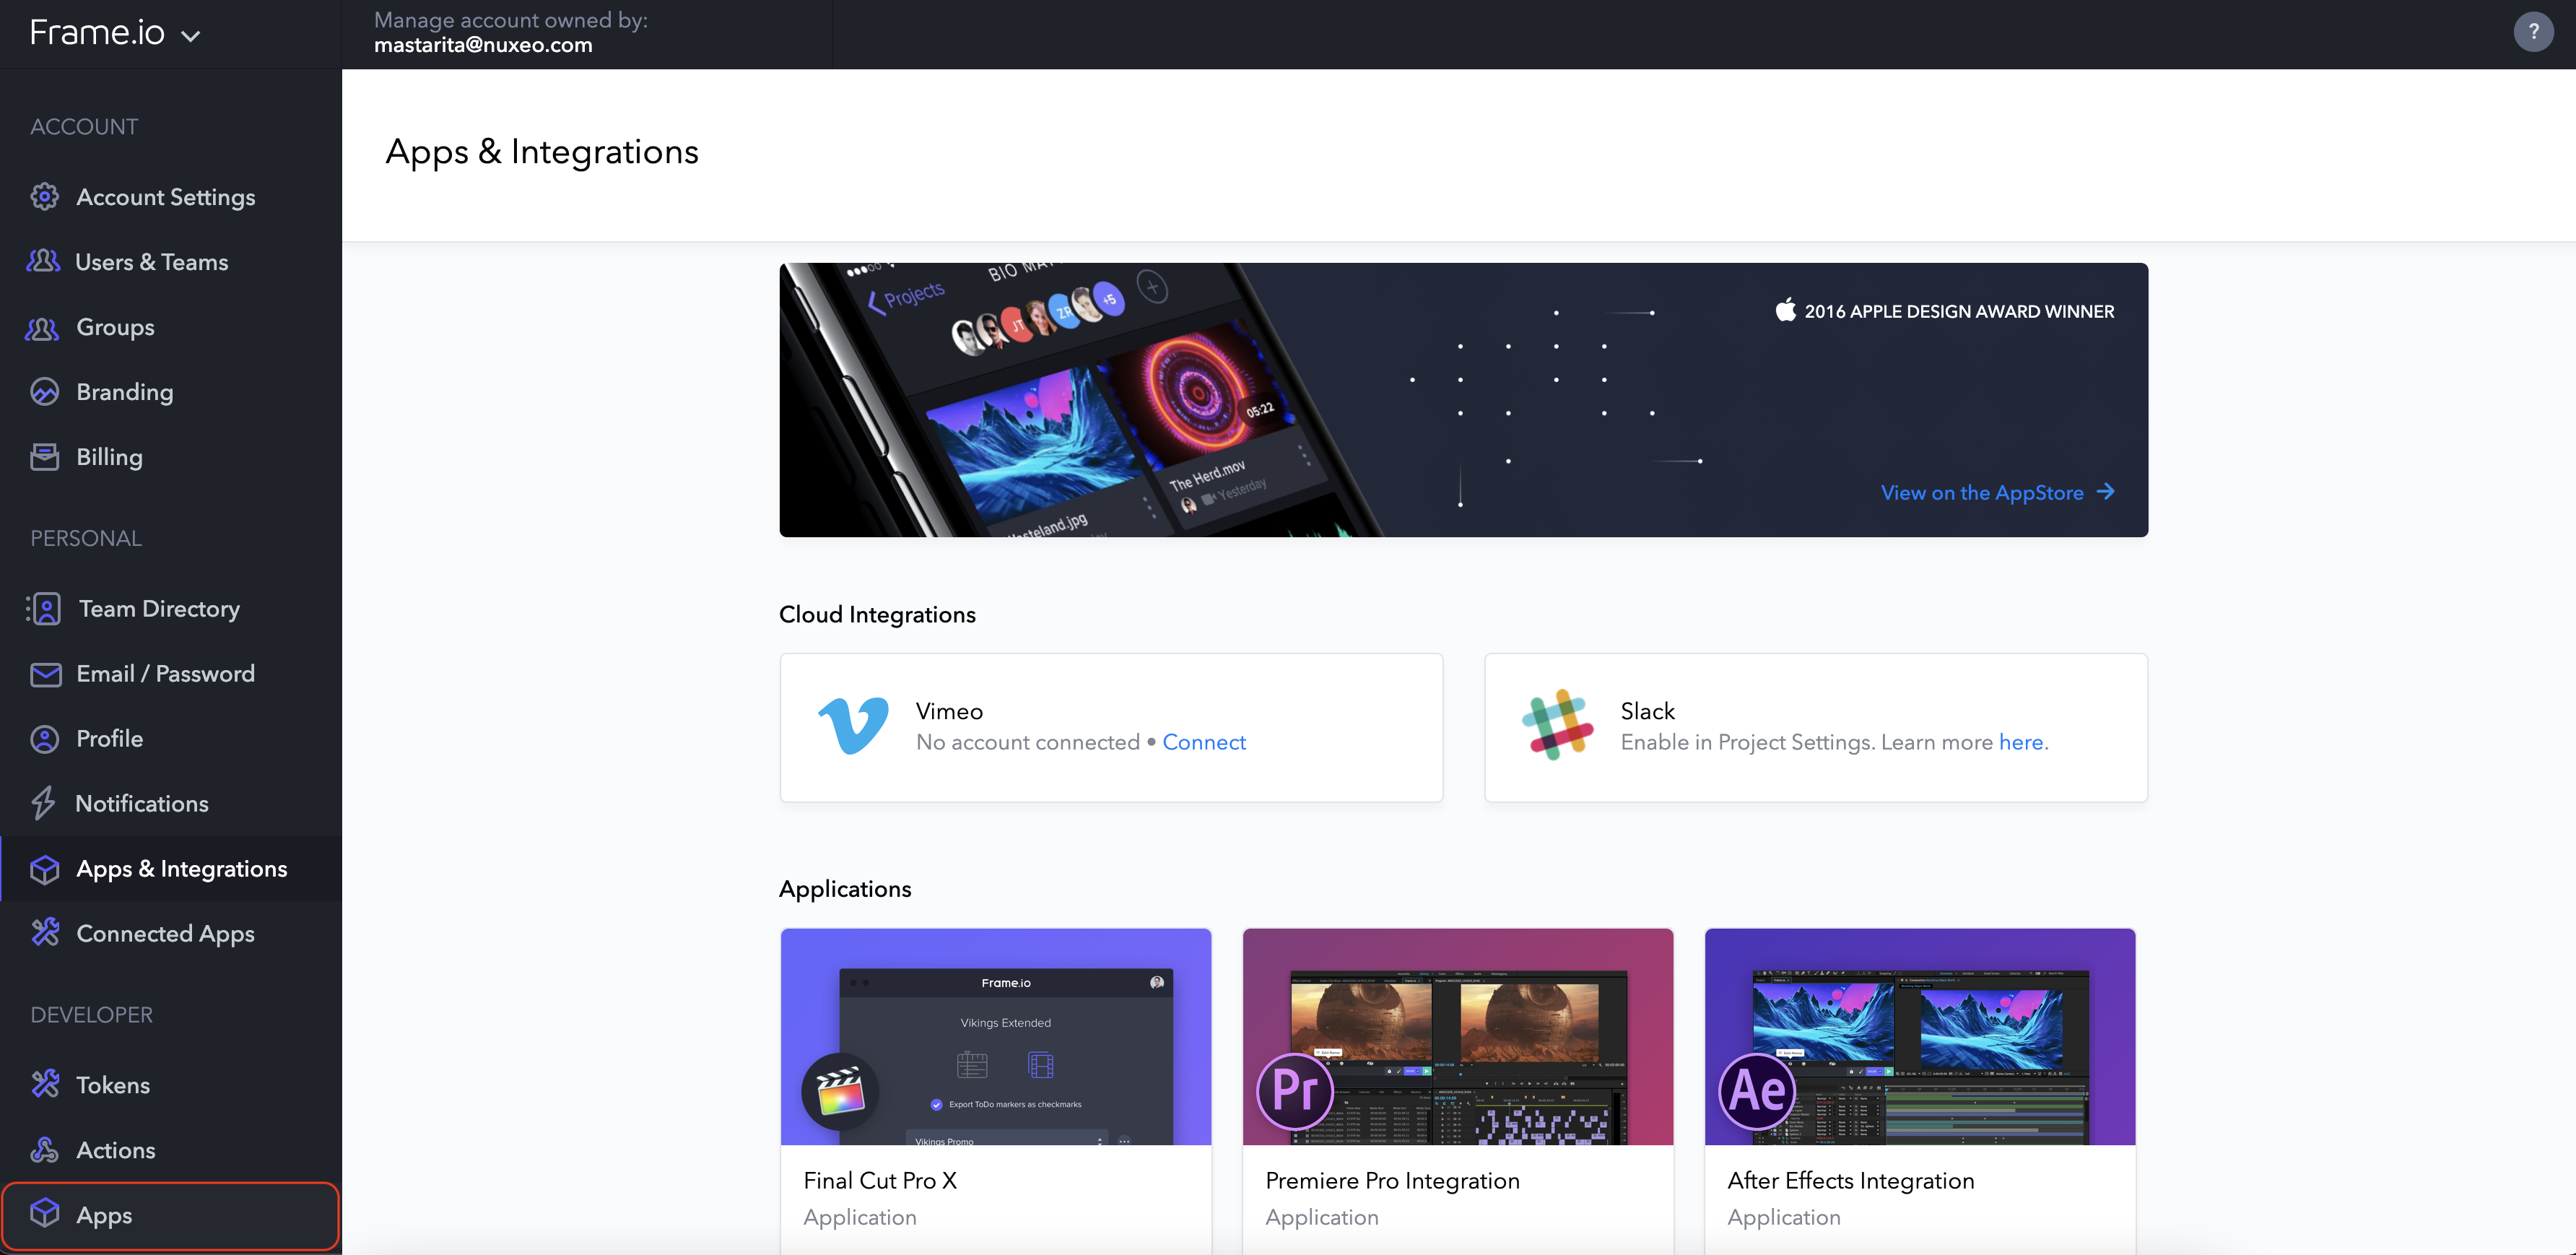 Frame.io
Manage account owned by:
mastarita@nuxeo.com
?
ACCOUNT
Account Settings
Users & Teams
Groups
Branding
Billing
PERSONAL
Team Directory
Email / Password
Profile
Notifications
Apps & Integrations
Connected Apps
DEVELOPER
Tokens
Actions
Apps
Apps & Integrations
Projects
JT
ZR
+5
05:22
The Herd.mov
Yesterday
2016 APPLE DESIGN AWARD WINNER
View on the AppStore
Cloud Integrations
Vimeo
No account connected • Connect
Slack
Enable in Project Settings. Learn more here.
Applications
Frame.io
Vikings Extended
Export ToDo markers as checkmarks
Vikings Promo
Final Cut Pro X
Application
Pr
Premiere Pro Integration
Application
Ae
After Effects Integration
Application